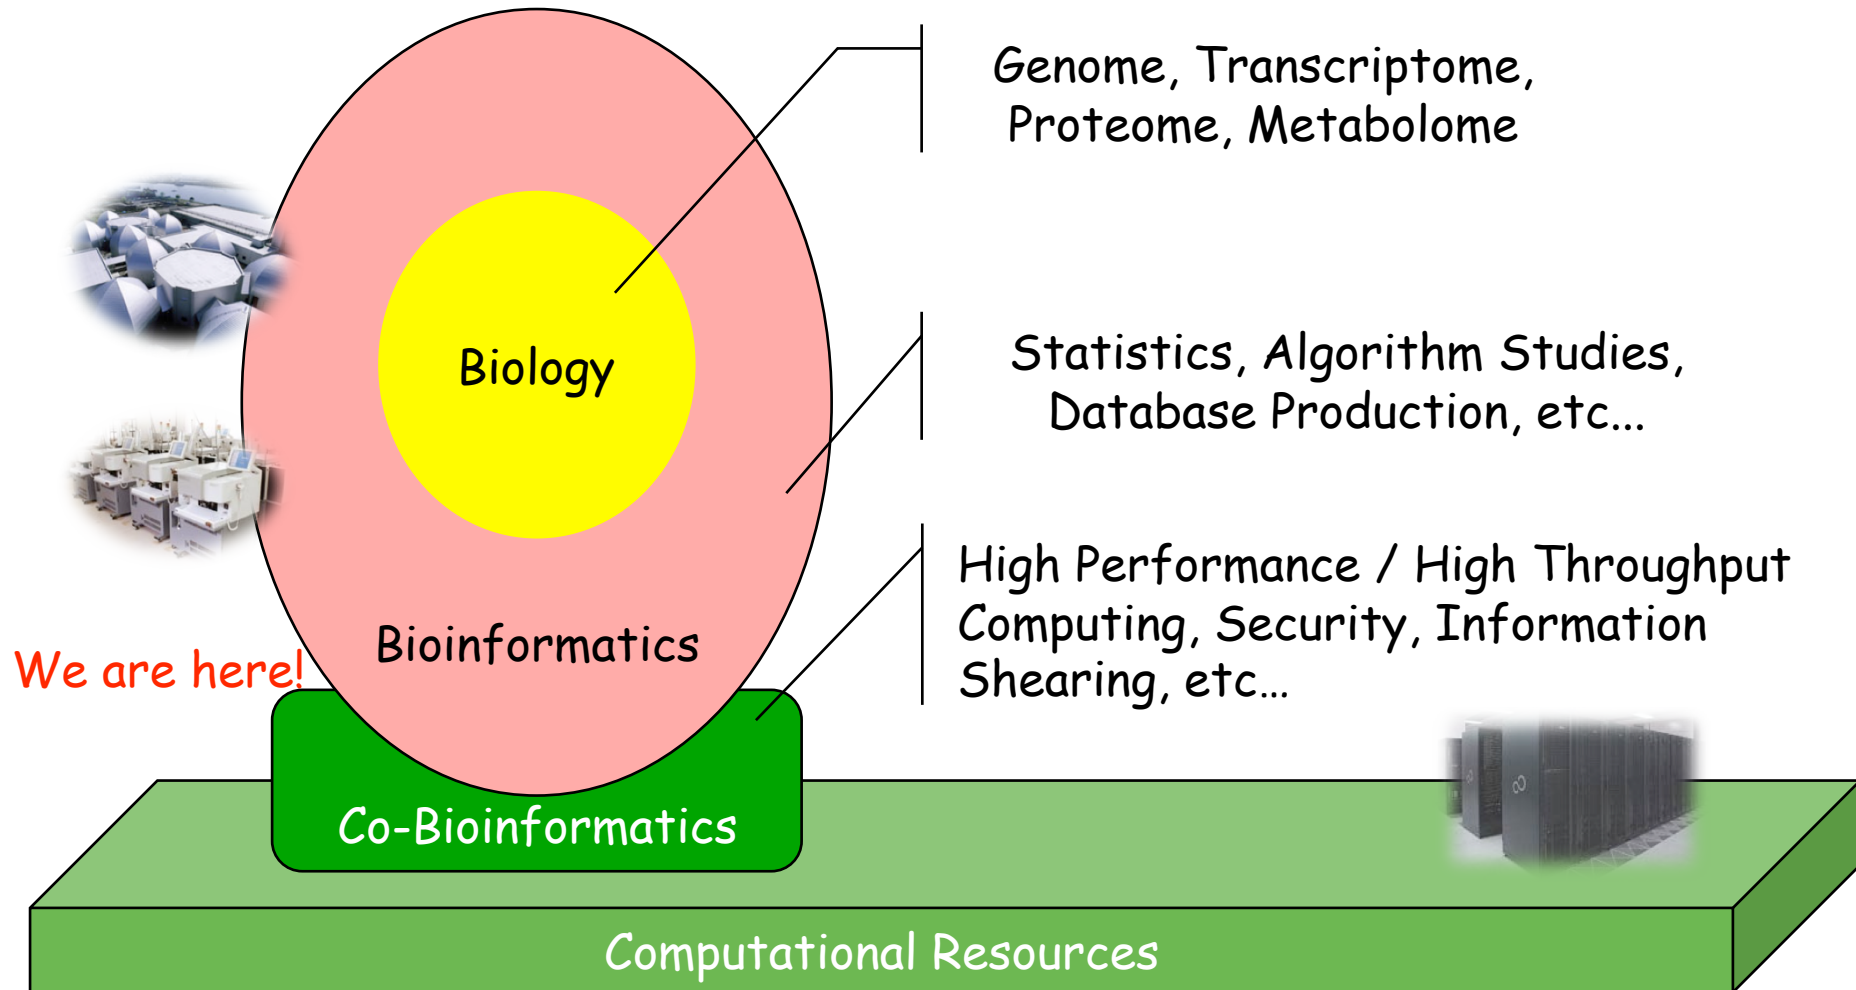 Genome, Transcriptome,
Proteome, Metabolome
Biology
Statistics, Algorithm Studies,
Database Production, etc...
High Performance / High Throughput
Computing, Security, Information
Shearing, etc...
Bioinformatics
We are here!
Co-Bioinformatics
Computational Resources